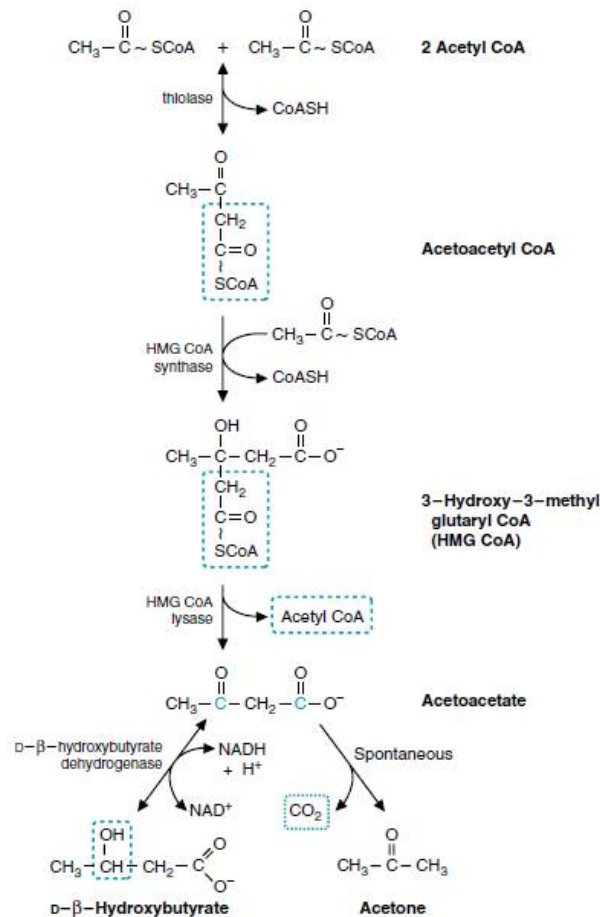 O O
CH3–C~SCoA + CH3–C~SCoA 2 Acetyl CoA
thiolase
CoASH
O
CH3–C
CH2
C=O
~
SCoA
Acetoacetyl CoA
O
CH3–C~SCoA
HMG CoA
synthase
CoASH
OH O
CH3–C–CH2–C–O–
CH2
C=O
~
SCoA
3–Hydroxy–3–methyl
glutaryl CoA
(HMG CoA)
HMG CoA
lysase
Acetyl CoA
O O
CH3–C–CH2–C–O–
Acetoacetate
D–β–hydroxybutyrate
dehydrogenase
NADH
+ H+
NAD+
Spontaneous
CO2
OH O O
CH3–CH–CH2–C CH3–C–CH3
O–
D–β–Hydroxybutyrate Acetone